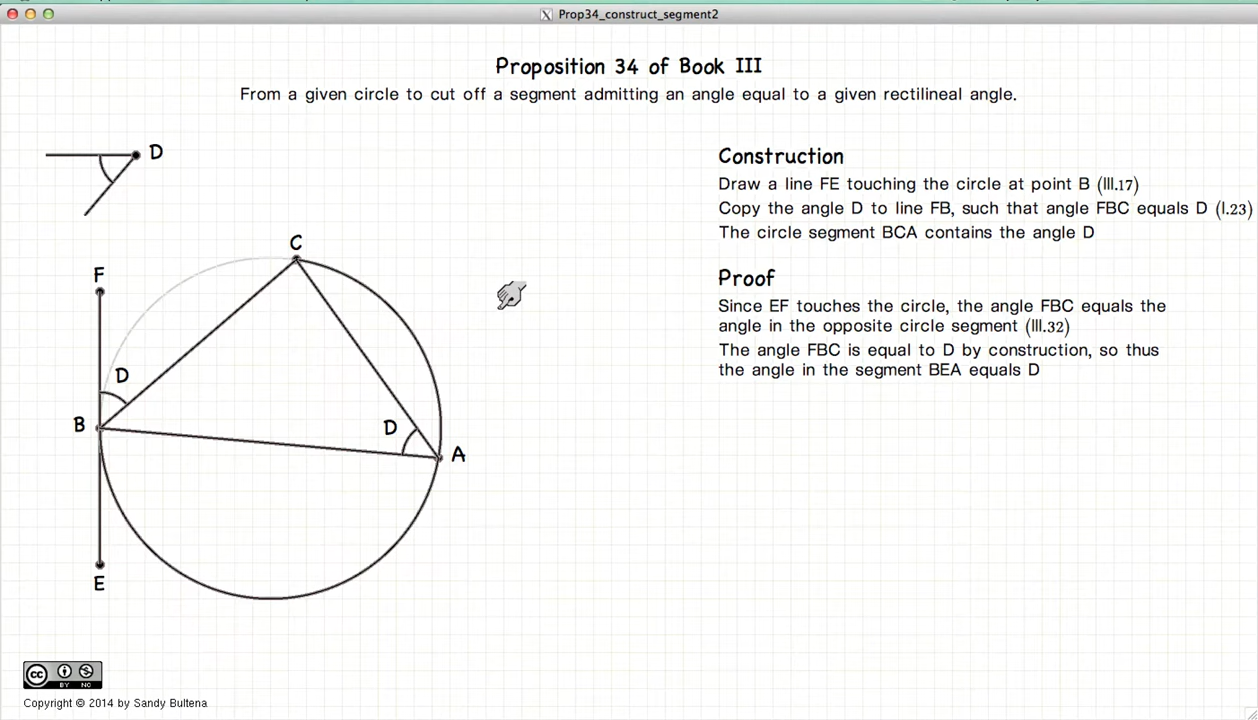 Prop34_construct_segment2
Proposition 34 of Book III
From a given circle to cut off a segment admitting an angle equal to a given rectilineal angle.
D
C
F
D
B
D
A
E
Construction
Draw a line FE touching the circle at point B (III.17)
Copy the angle D to line FB, such that angle FBC equals D (I.23)
The circle segment BCA contains the angle D
Proof
Since EF touches the circle, the angle FBC equals the
angle in the opposite circle segment (III.32)
The angle FBC is equal to D by construction, so thus
the angle in the segment BEA equals D
cc
BY NC
Copyright © 2014 by Sandy Bultena